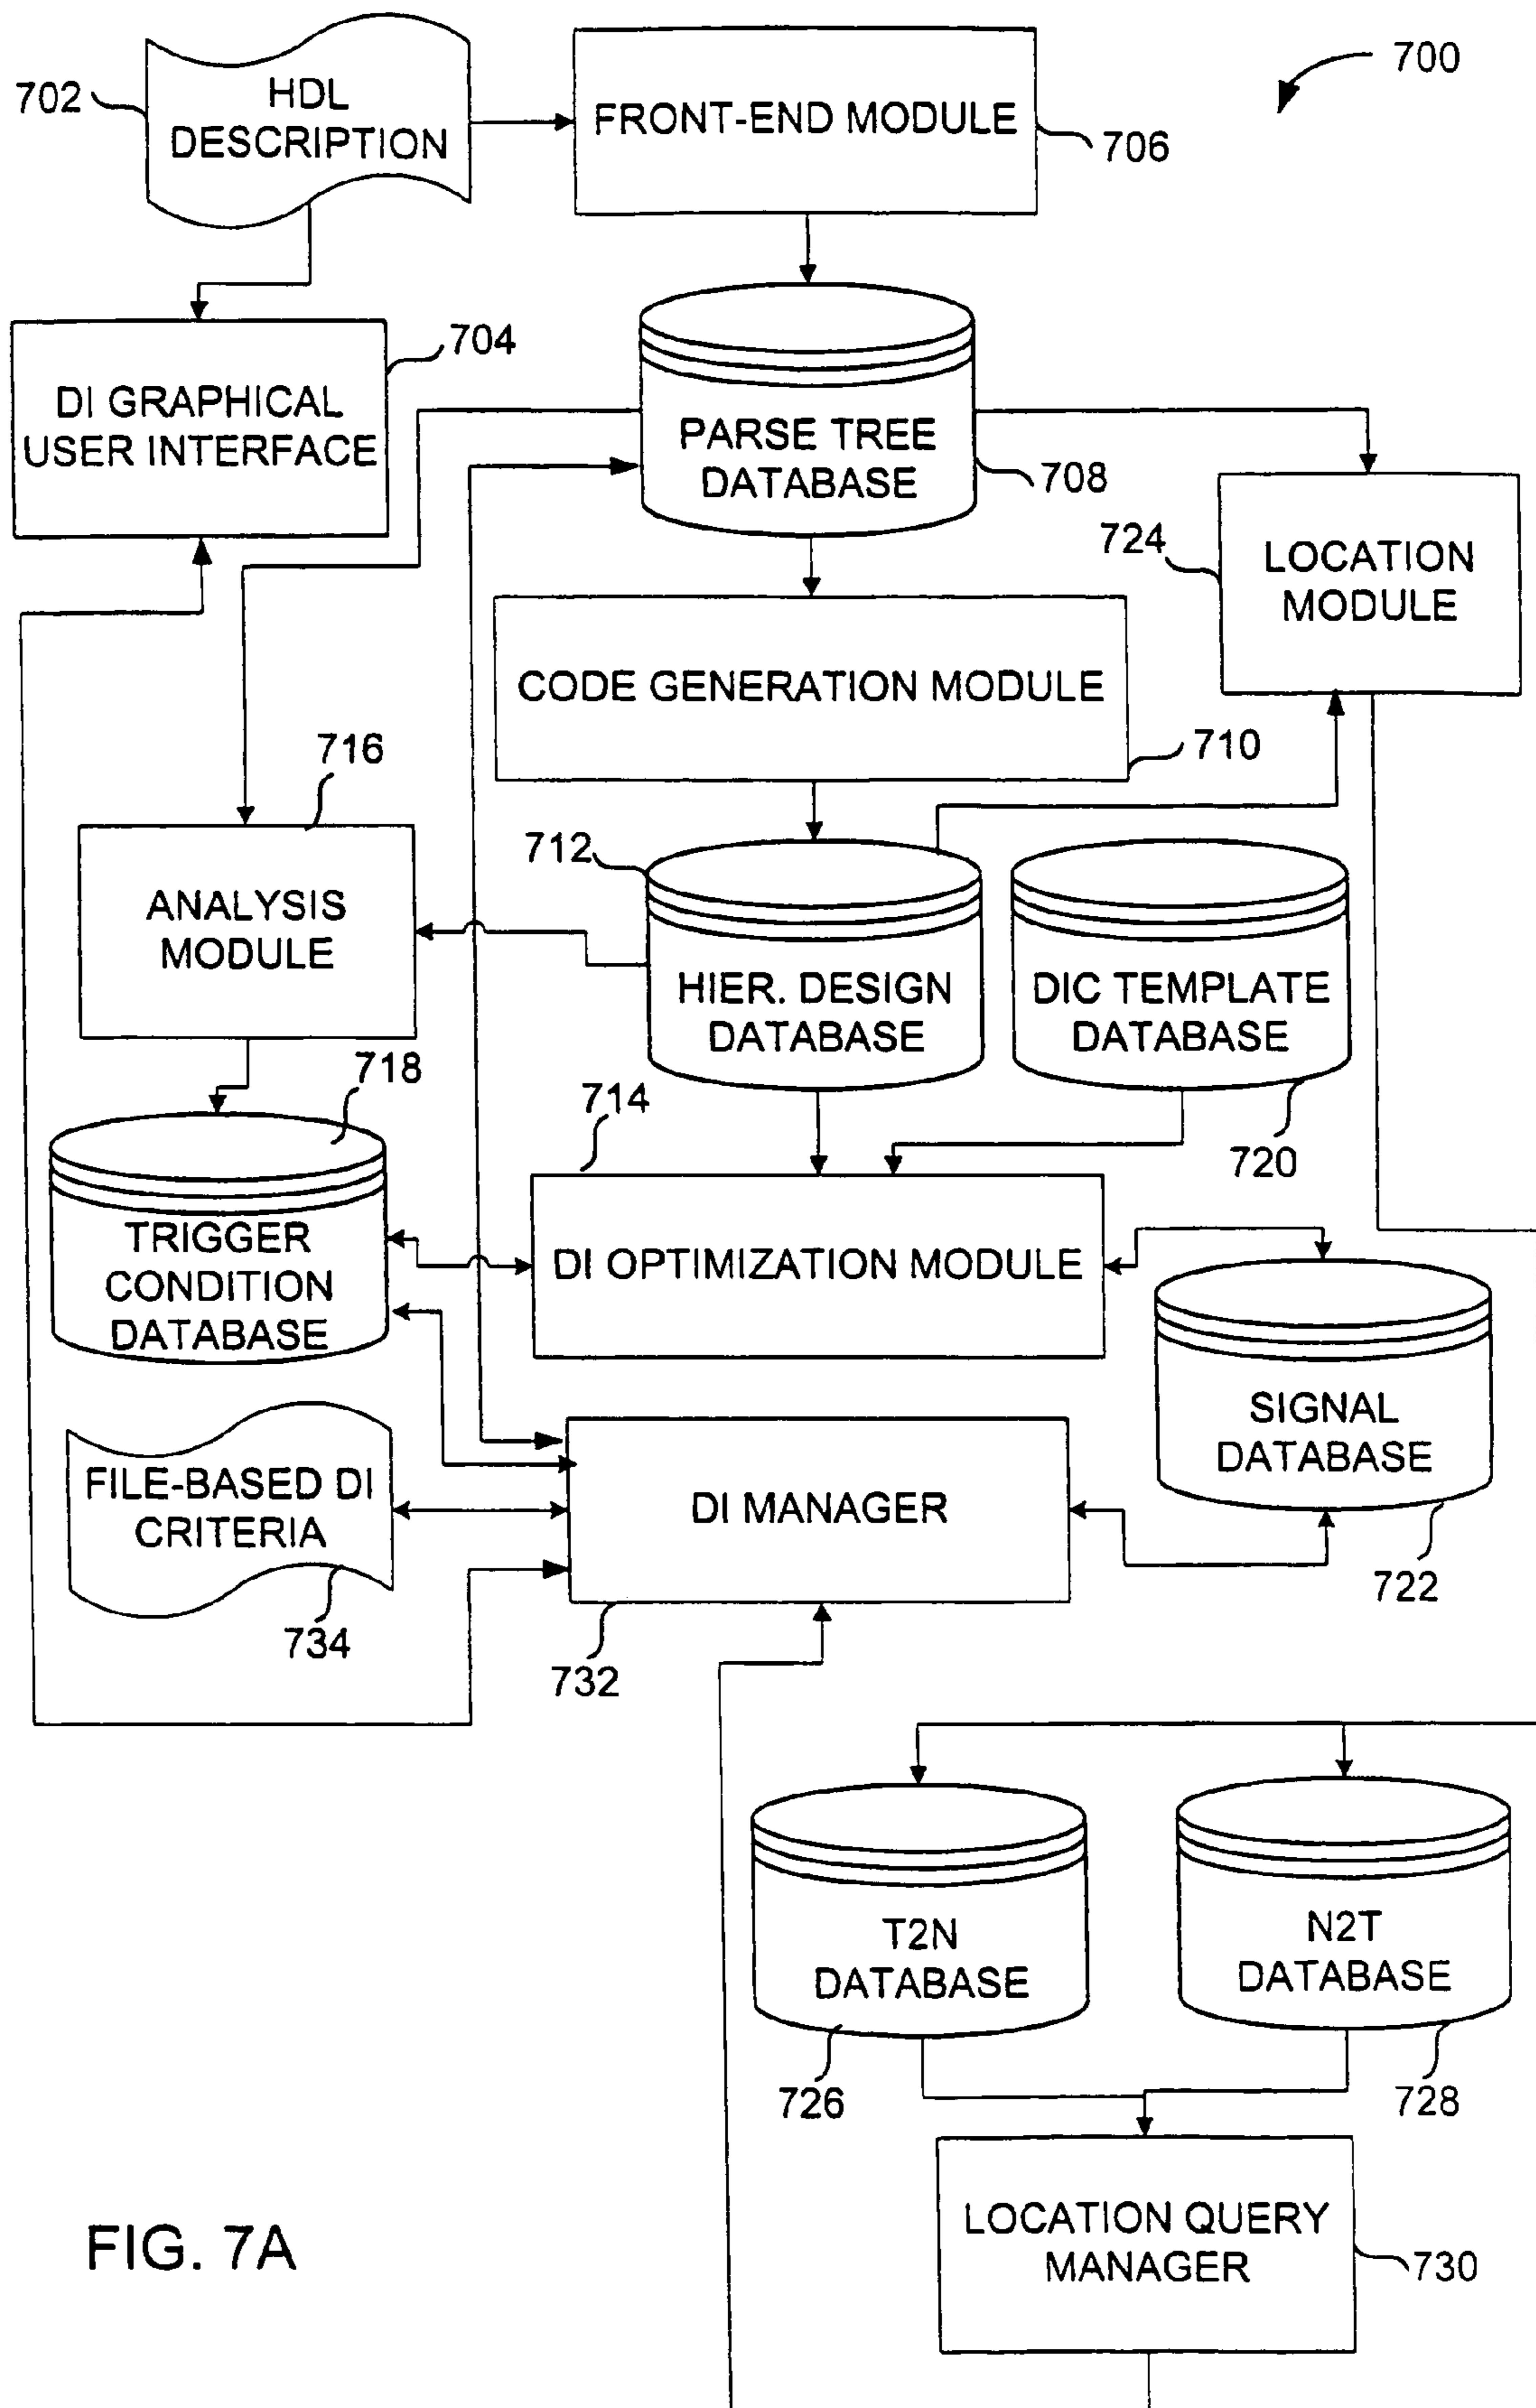 700
702
HDL
DESCRIPTION
FRONT-END MODULE
706
704
DI GRAPHICAL
USER INTERFACE
PARSE TREE
DATABASE
708
724
LOCATION
MODULE
CODE GENERATION MODULE
710
716
ANALYSIS
MODULE
712
HIER. DESIGN
DATABASE
DIC TEMPLATE
DATABASE
720
718
TRIGGER
CONDITION
DATABASE
714
DI OPTIMIZATION MODULE
SIGNAL
DATABASE
722
FILE-BASED DI
CRITERIA
734
DI MANAGER
732
T2N
DATABASE
726
N2T
DATABASE
728
LOCATION QUERY
MANAGER
730
FIG. 7A